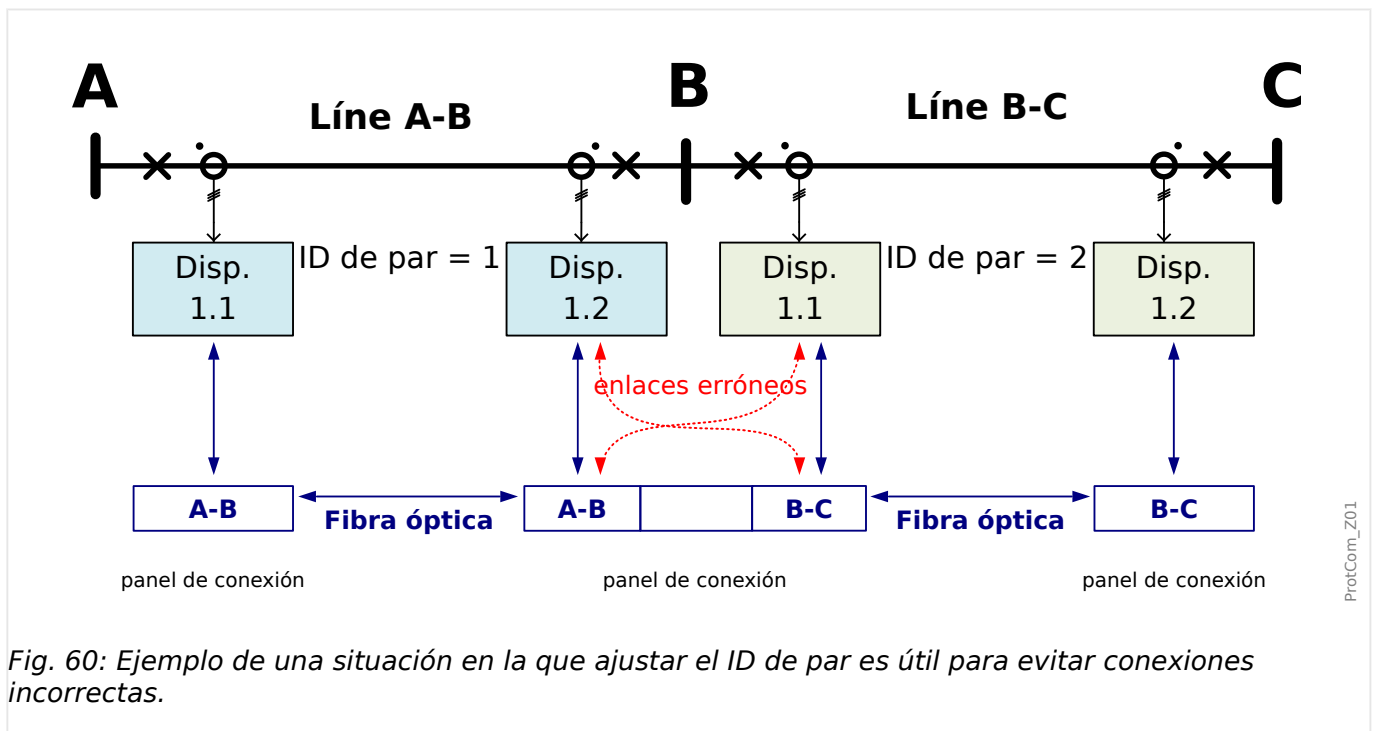 A
B
C
Líne A-B
Líne B-C
Disp.
1.1
ID de par = 1
Disp.
1.2
Disp.
1.1
ID de par = 2
Disp.
1.2
enlaces erróneos
A-B
Fibra óptica
A-B
B-C
Fibra óptica
B-C
panel de conexión
panel de conexión
panel de conexión
ProtCom_Z01
Fig. 60: Ejemplo de una situación en la que ajustar el ID de par es útil para evitar conexiones
incorrectas.